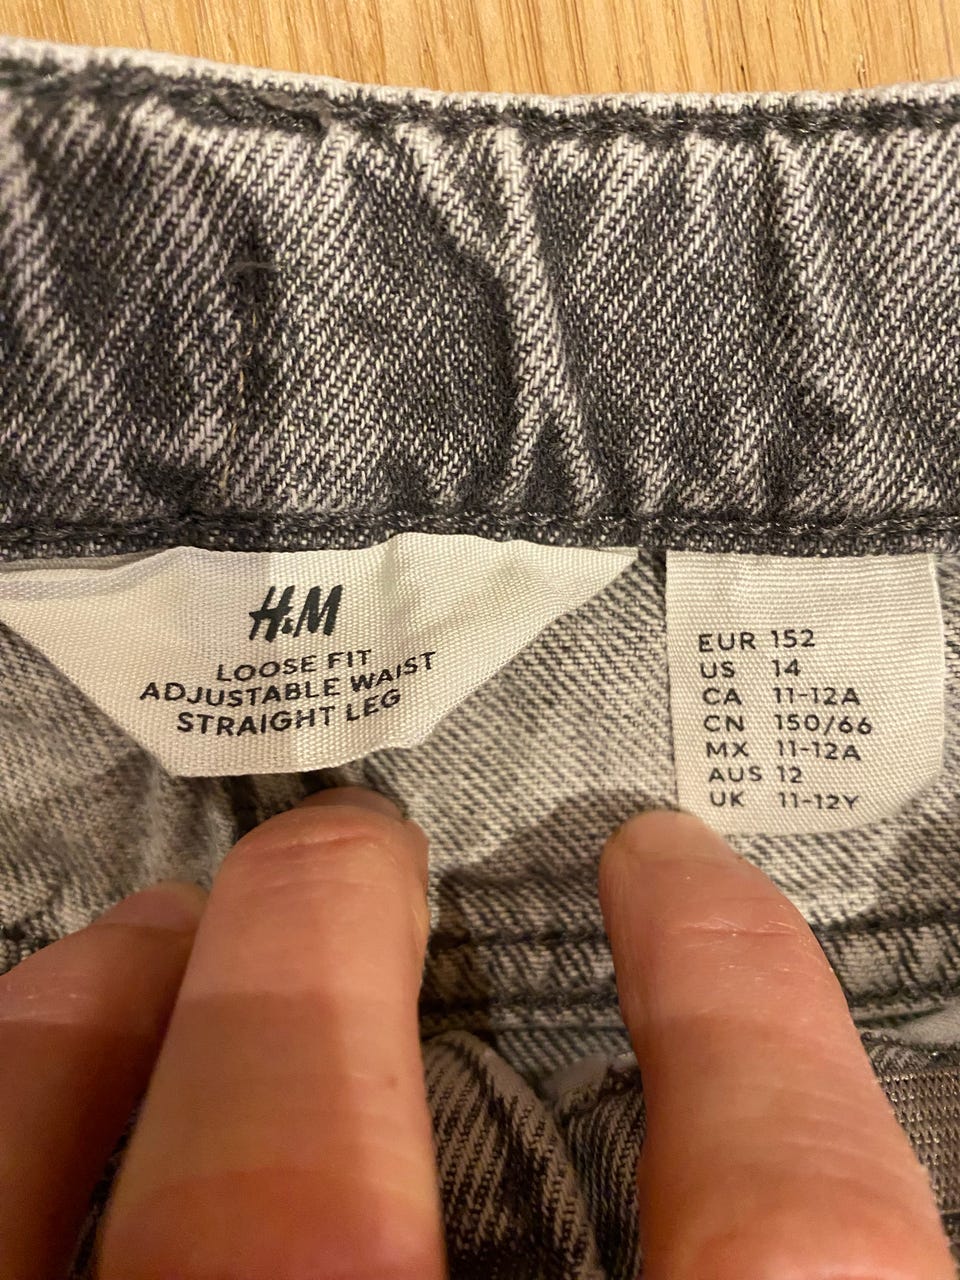 H&M
LOOSE FIT
ADJUSTABLE WAIST
STRAIGHT LEG
EUR 152
US 14
CA 11-12A
CN 150/66
MX 11-12A
AUS 12
UK 11-12Y